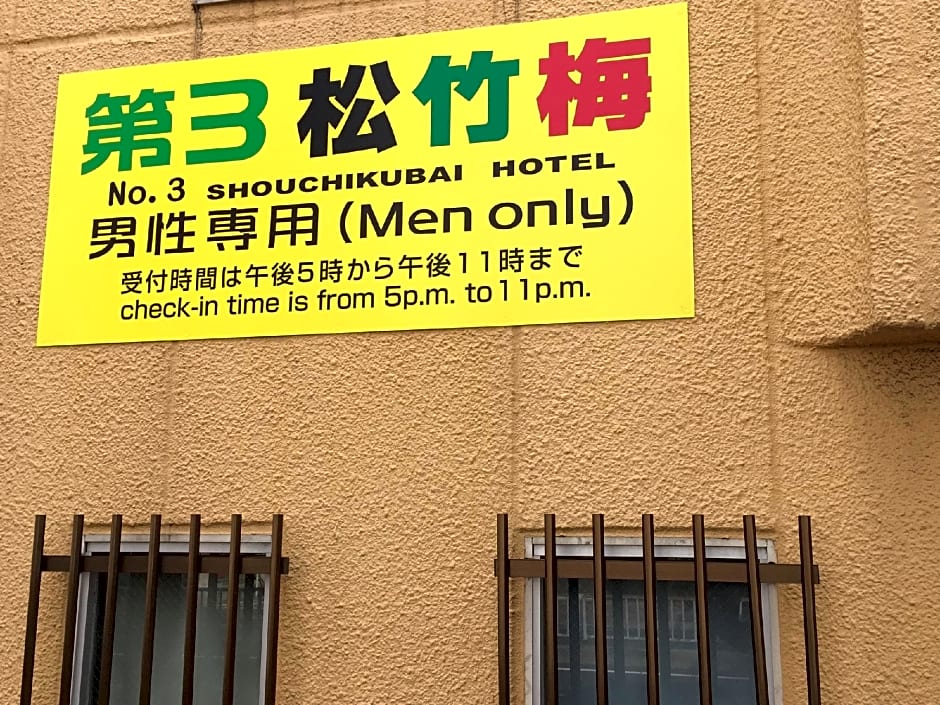 第3 松竹梅
No. 3 SHOUCHIKUBAI HOTEL
男性専用(Men only)
受付時間は午後5時から午後11時まで
check-in time is from 5p.m. to 11p.m.